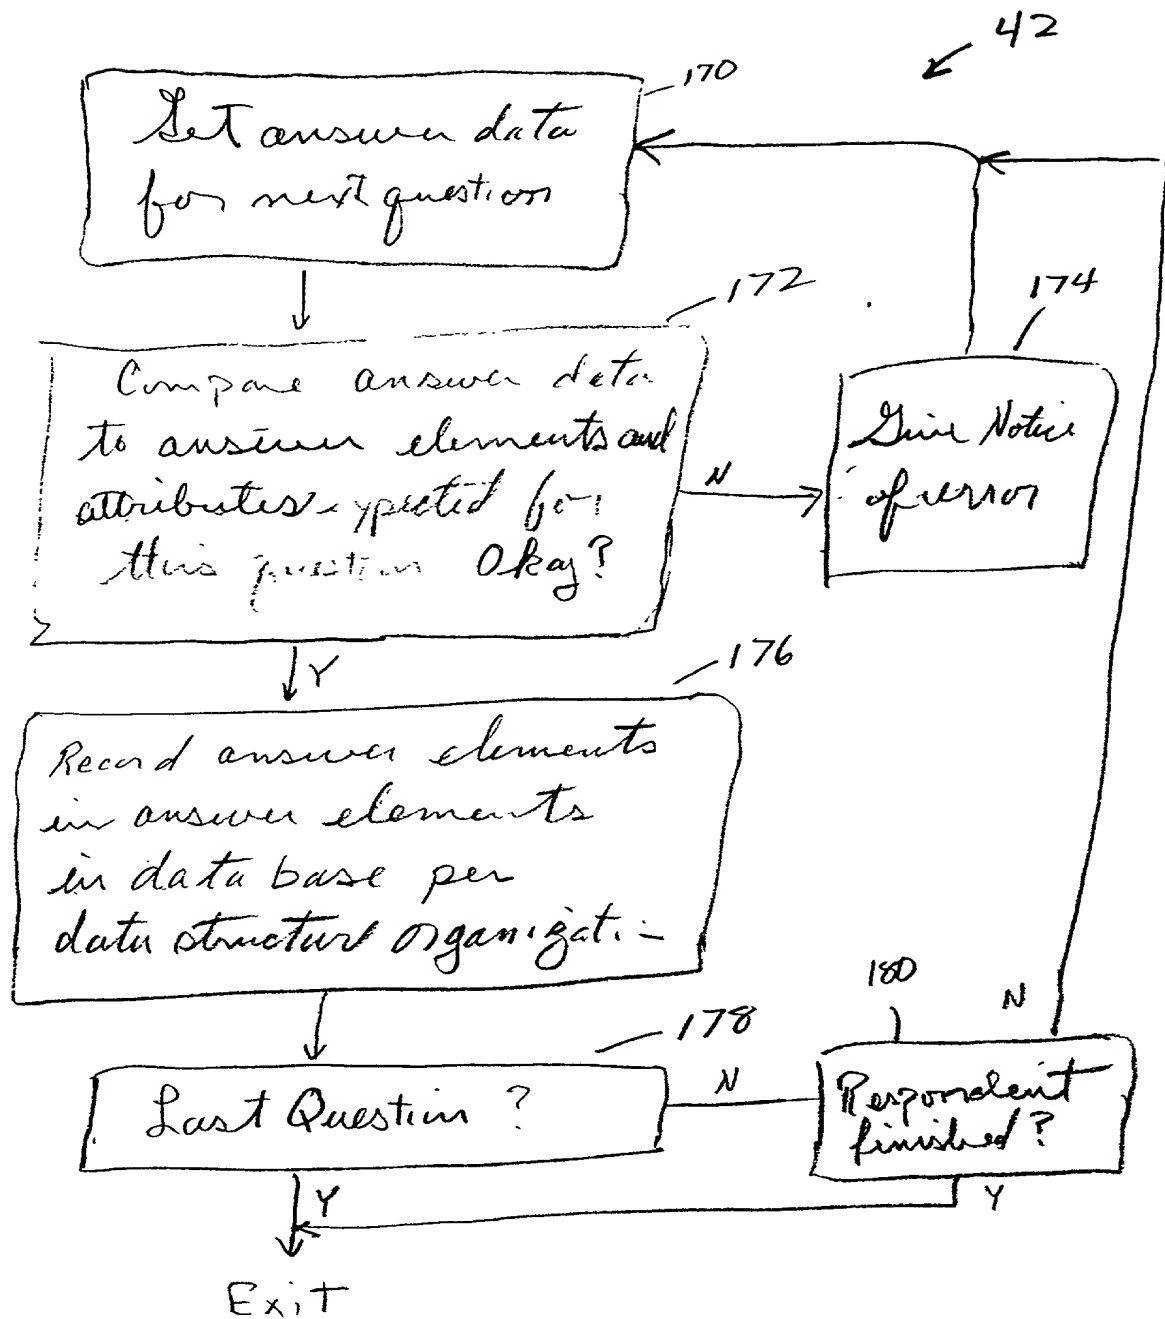 42
170
Get answer data
for next question
172
Compare answer data
to answer elements and
attributes expected for
this question Okay?
N
174
Give Notice
of error
Y
176
Record answer elements
in answer elements
in data base per
data structure organizati-
178
Last Question ?
N
180
N
Respondent
finished?
Y
Y
Exit